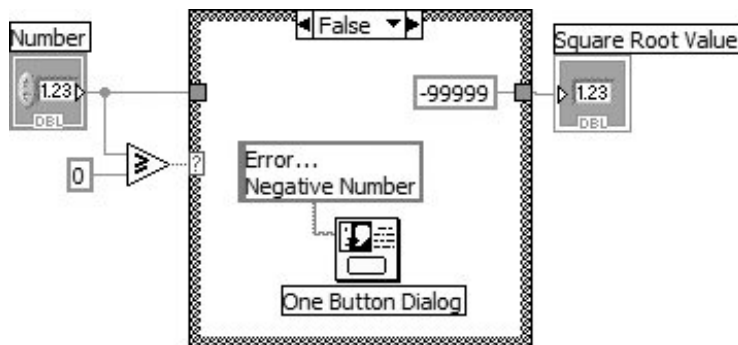 Number
1.23
DBL
0
?
False
-99999
Error...
Negative Number
One Button Dialog
Square Root Value
1.23
DBL